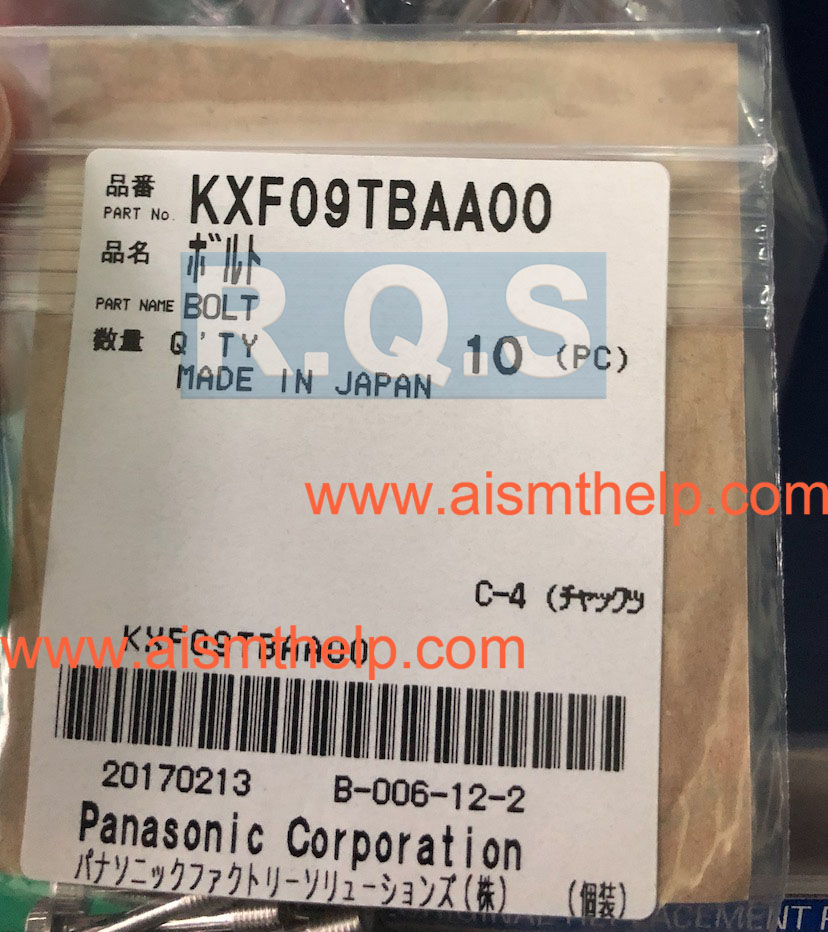 品番
PART No. KXF09TBAA00
品名 ボルト
PART NAME BOLT
数量 Q'TY 10 (PC)
MADE IN JAPAN
R.Q.S
www.aismthelp.com
C-4 (チャックツ
KXF09TBAA00
www.aismthelp.com
20170213 B-006-12-2
Panasonic Corporation
パナソニックファクトリーソリューションズ(株) (個装)
REPLACEMENT